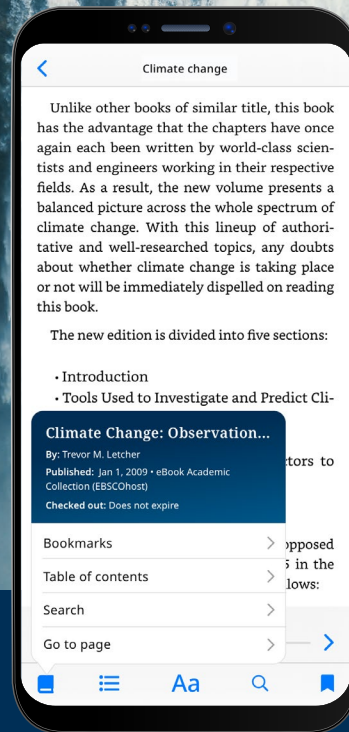 Climate change
Unlike other books of similar title, this book
has the advantage that the chapters have once
again each been written by world-class scien-
tists and engineers working in their respective
fields. As a result, the new volume presents a
balanced picture across the whole spectrum of
climate change. With this lineup of authori-
tative and well-researched topics, any doubts
about whether climate change is taking place
or not will be immediately dispelled on reading
this book.
The new edition is divided into five sections:
• Introduction
• Tools Used to Investigate and Predict Cli-
tors to
opposed
5 in the
lows:
Climate Change: Observation...
By: Trevor M. Letcher
Published: Jan 1, 2009 • eBook Academic
Collection (EBSCOhost)
Checked out: Does not expire
Bookmarks
Table of contents
Search
Go to page
Aa